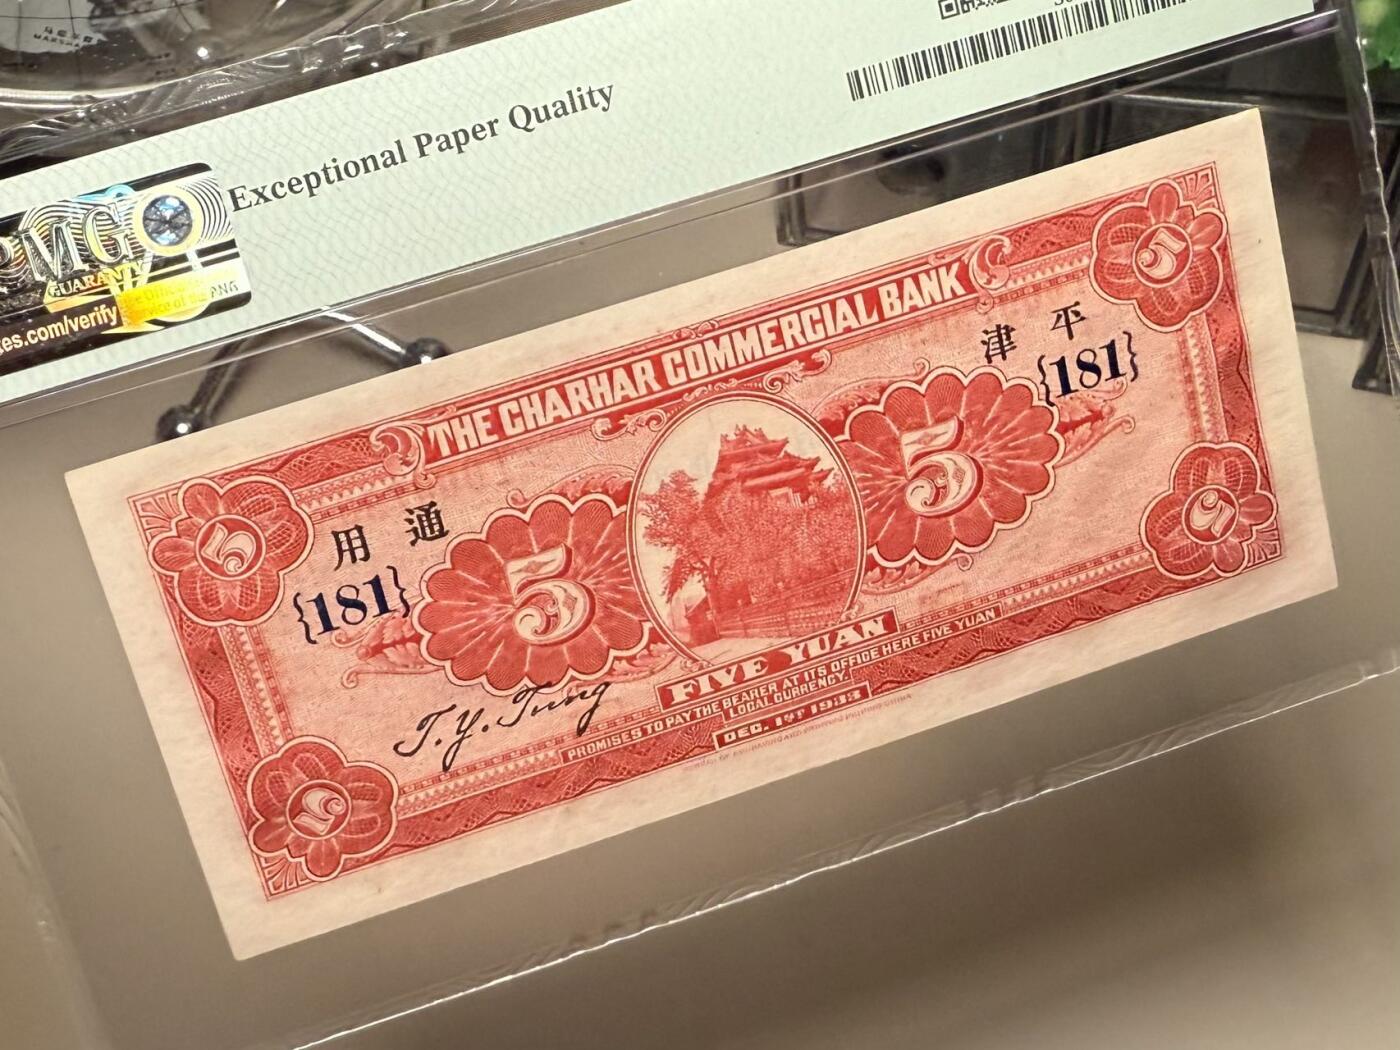 Exceptional Paper Quality
PMG
GUARANTY
es.com/verify
THE CHARHAR COMMERCIAL BANK
5
5
津平
{181}
用通
{181}
5
5
5
5
FIVE YUAN
PROMISES TO PAY THE BEARER AT ITS OFFICE HERE FIVE YUAN
LOCAL CURRENCY.
DEC. 1ST 1933
T. Y. Tung